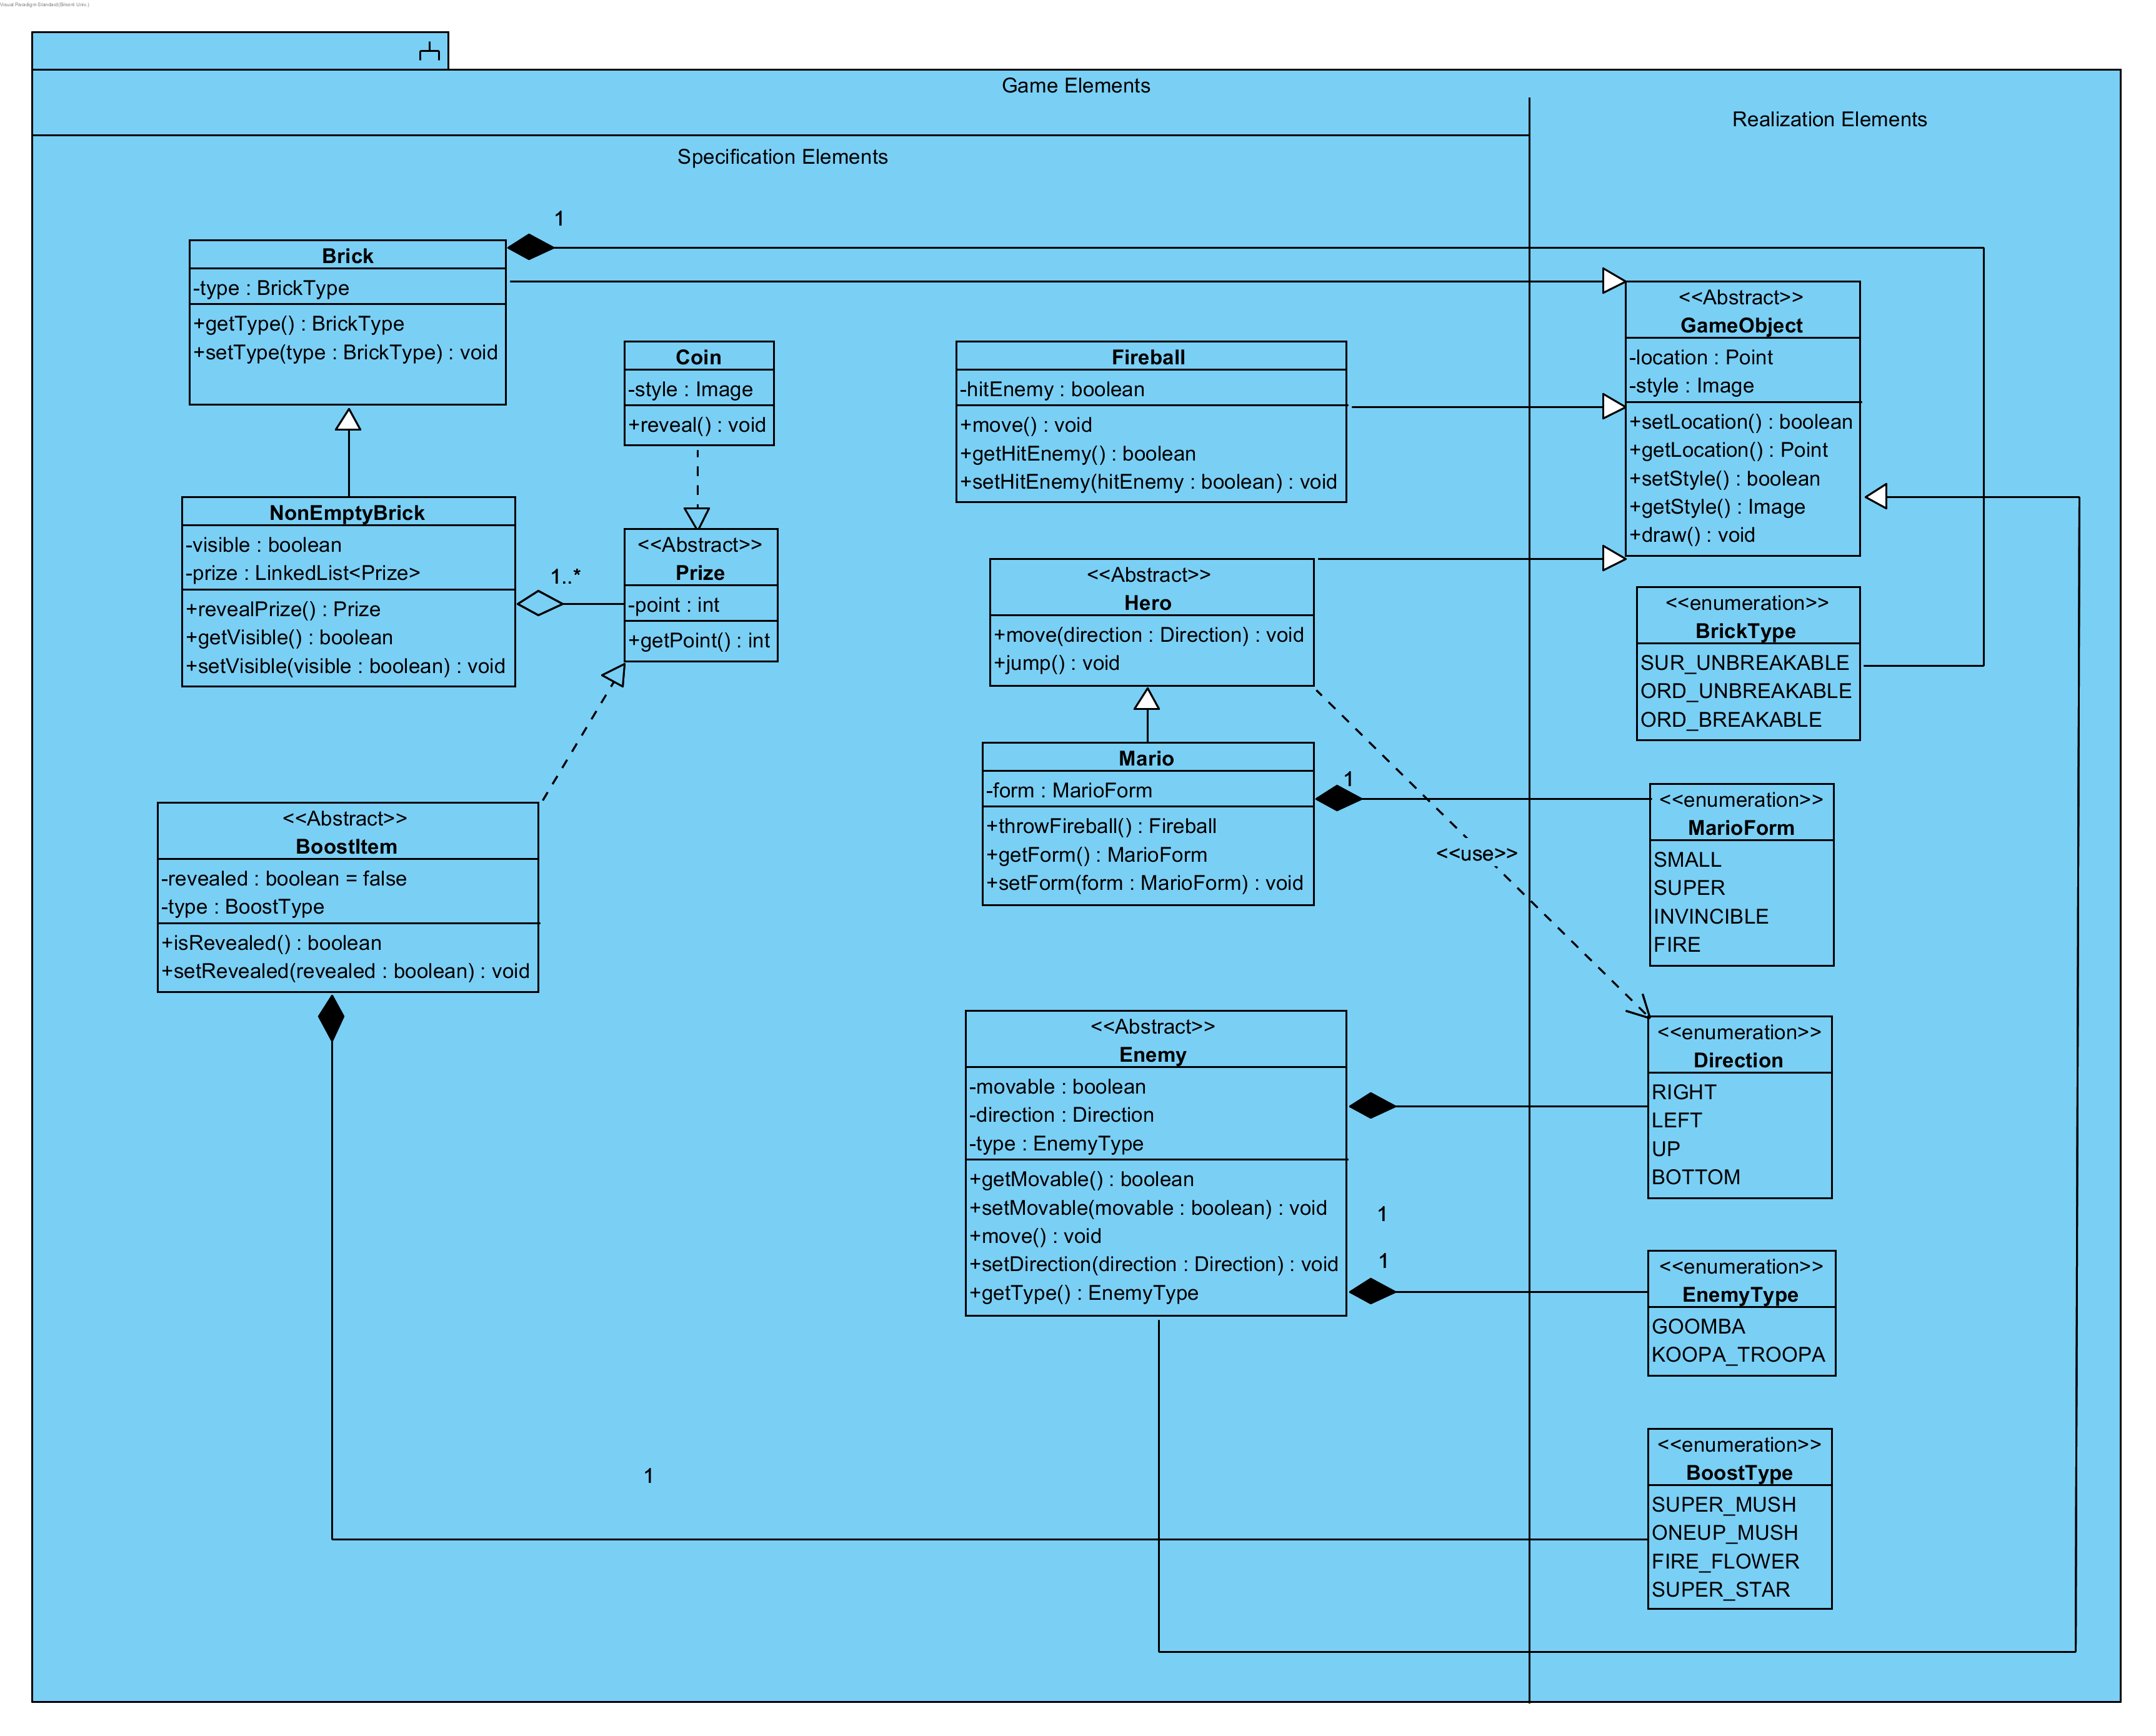 Visual Paradigm Standard(Bilkent Univ.)
Game Elements
Realization Elements
Specification Elements
1
Brick
-type : BrickType
+getType() : BrickType
+setType(type : BrickType) : void
Coin
-style : Image
+reveal() : void
Fireball
-hitEnemy : boolean
+move() : void
+getHitEnemy() : boolean
+setHitEnemy(hitEnemy : boolean) : void
<<Abstract>>
GameObject
-location : Point
-style : Image
+setLocation() : boolean
+getLocation() : Point
+setStyle() : boolean
+getStyle() : Image
+draw() : void
NonEmptyBrick
-visible : boolean
-prize : LinkedList<Prize>
+revealPrize() : Prize
+getVisible() : boolean
+setVisible(visible : boolean) : void
1..*
<<Abstract>>
Prize
-point : int
+getPoint() : int
<<Abstract>>
Hero
+move(direction : Direction) : void
+jump() : void
<<enumeration>>
BrickType
SUR_UNBREAKABLE
ORD_UNBREAKABLE
ORD_BREAKABLE
Mario
-form : MarioForm
+throwFireball() : Fireball
+getForm() : MarioForm
+setForm(form : MarioForm) : void
1
<<use>>
<<enumeration>>
MarioForm
SMALL
SUPER
INVINCIBLE
FIRE
<<Abstract>>
BoostItem
-revealed : boolean = false
-type : BoostType
+isRevealed() : boolean
+setRevealed(revealed : boolean) : void
<<Abstract>>
Enemy
-movable : boolean
-direction : Direction
-type : EnemyType
+getMovable() : boolean
+setMovable(movable : boolean) : void
+move() : void
+setDirection(direction : Direction) : void
+getType() : EnemyType
<<enumeration>>
Direction
RIGHT
LEFT
UP
BOTTOM
1
1
<<enumeration>>
EnemyType
GOOMBA
KOOPA_TROOPA
1
<<enumeration>>
BoostType
SUPER_MUSH
ONEUP_MUSH
FIRE_FLOWER
SUPER_STAR